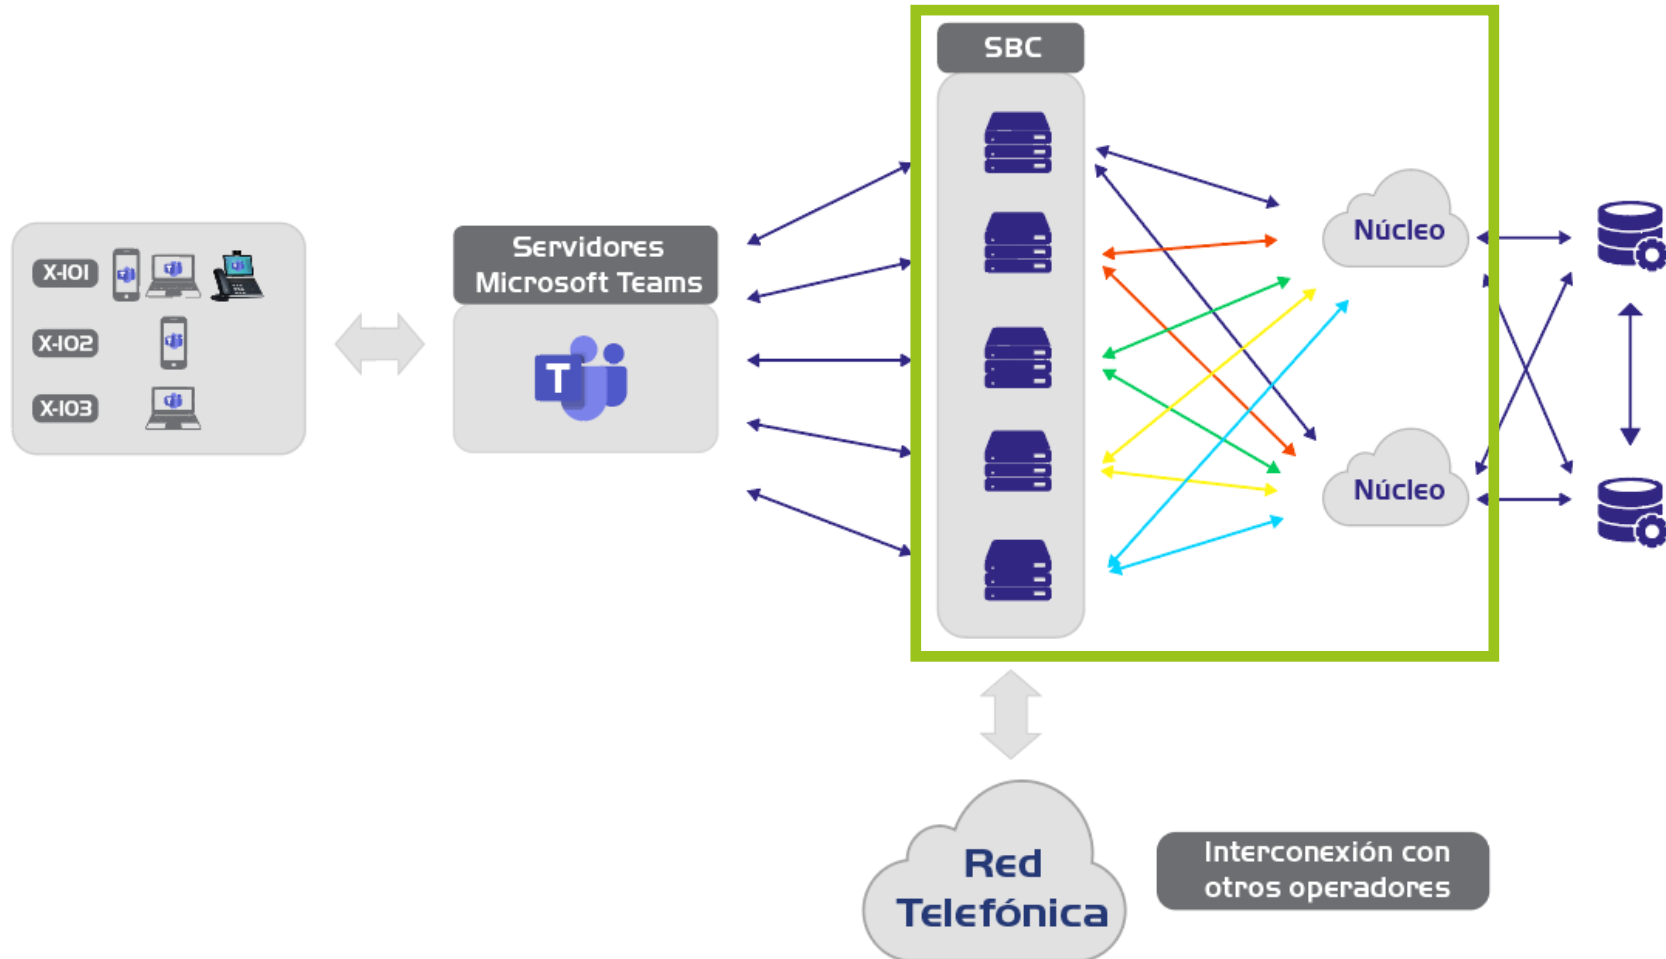 SBC
X-101
X-102
X-103
Servidores
Microsoft Teams
T
Núcleo
Núcleo
Red
Telefónica
Interconexión con
otros operadores